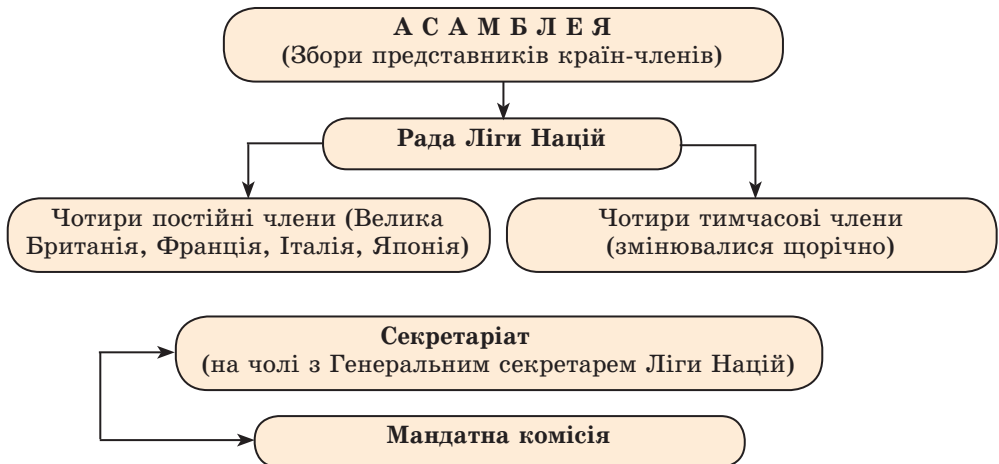 А С А М Б Л Е Я
(Збори представників країн-членів)
Рада Ліги Націй
Чотири постійні члени (Велика
Британія, Франція, Італія, Японія)
Чотири тимчасові члени
(змінювалися щорічно)
Секретаріат
(на чолі з Генеральним секретарем Ліги Націй)
Мандатна комісія